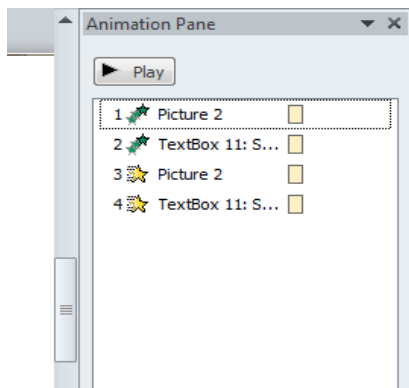 Animation Pane
Play
1 Picture 2
2 TextBox 11: S...
3 Picture 2
4 TextBox 11: S...